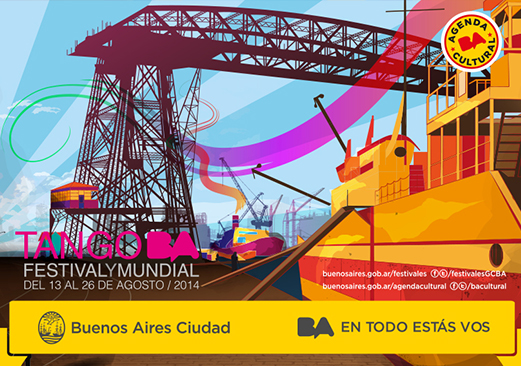 AGENDA
BA
CULTURAL
TANGO BA
FESTIVALYMUNDIAL
DEL 13 AL 26 DE AGOSTO / 2014
buenosaires.gob.ar/festivales f t /festivalesGCBA
buenosaires.gob.ar/agendacultural f t /bacultural
Buenos Aires Ciudad
BA EN TODO ESTÁS VOS